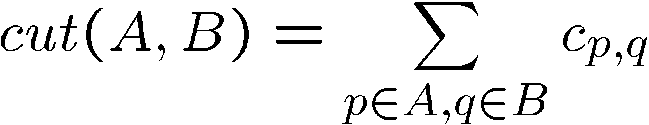 cut(A, B) = ∑ c_{p,q}
p∈A,q∈B